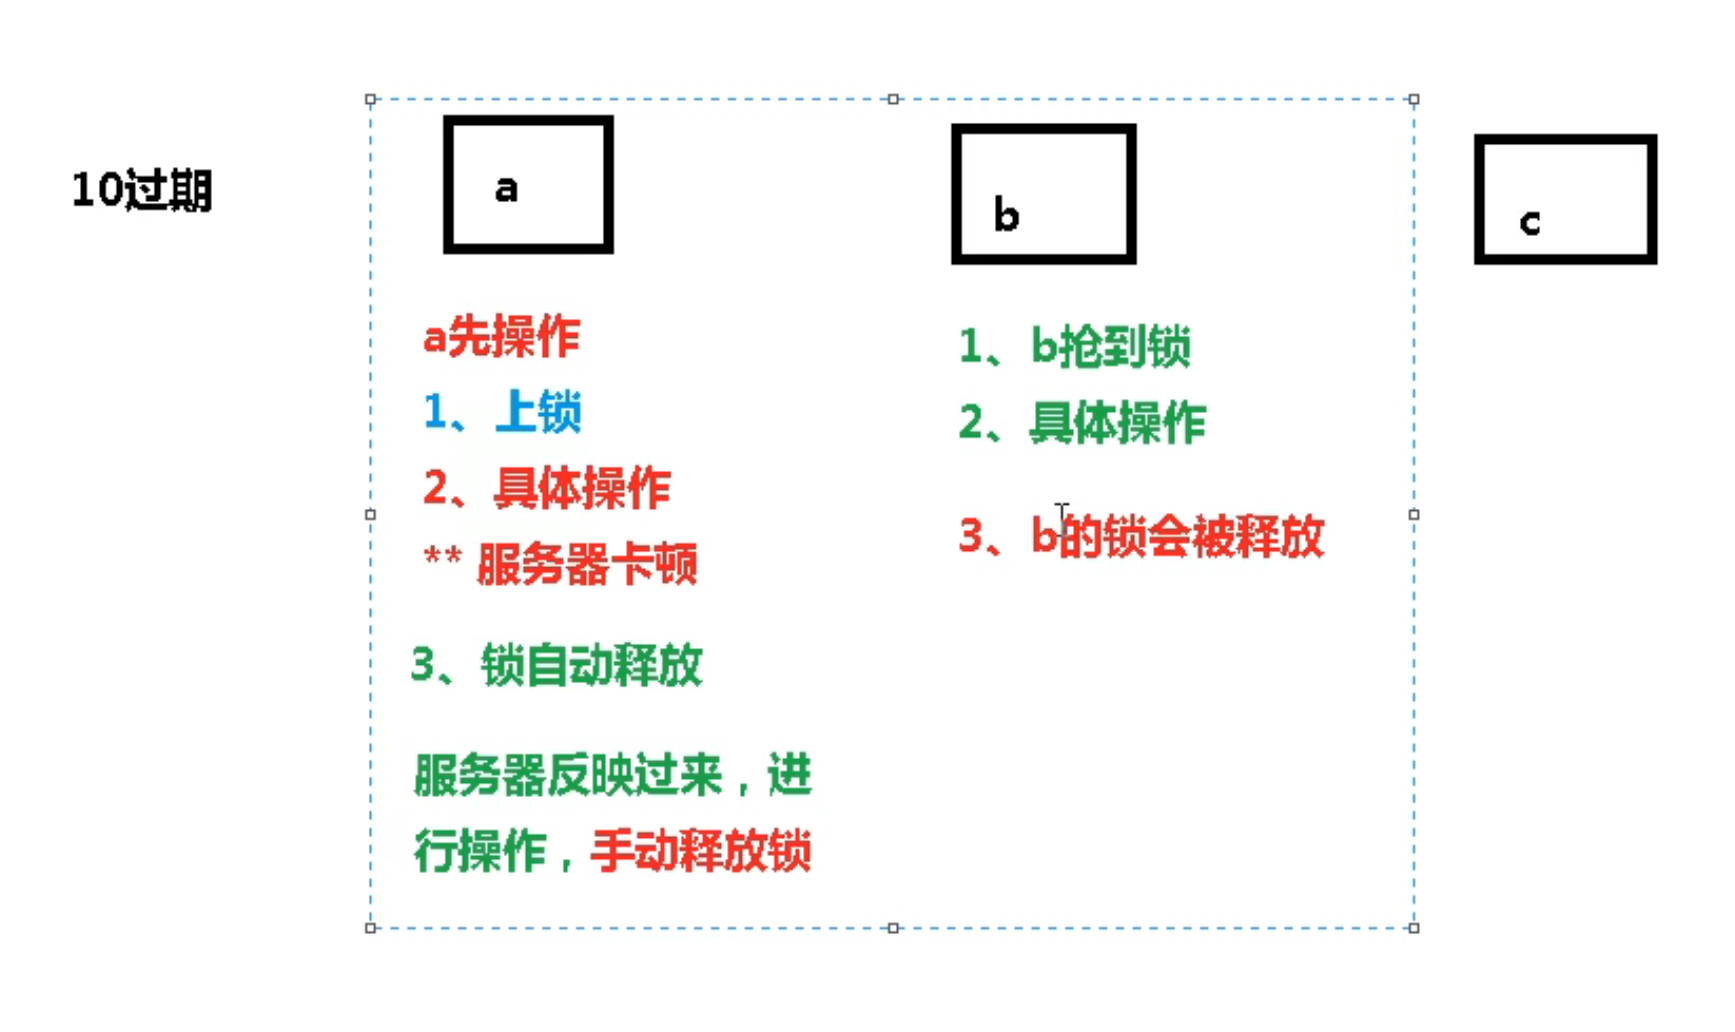 10过期
a
b
c
a先操作
1、上锁
2、具体操作
** 服务器卡顿
3、锁自动释放
服务器反映过来，进
行操作，手动释放锁
1、b抢到锁
2、具体操作
3、b的锁会被释放